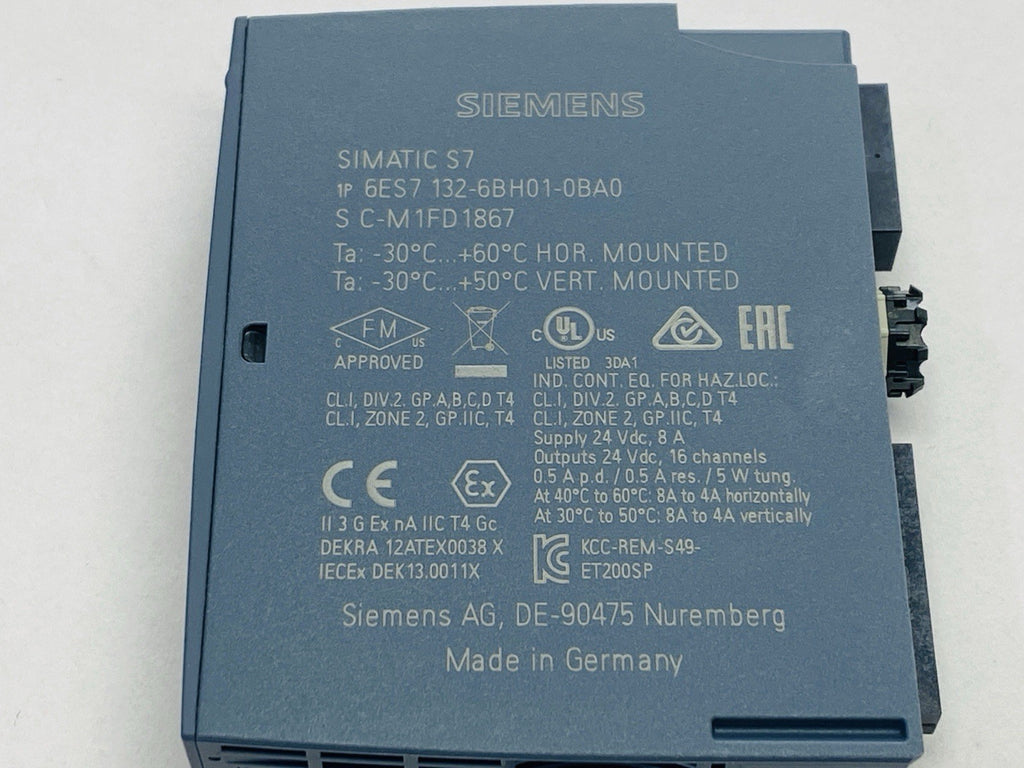 SIEMENS
SIMATIC S7
1P 6ES7 132-6BH01-0BA0
S C-M1FD1867
Ta: -30°C...+60°C HOR. MOUNTED
Ta: -30°C...+50°C VERT. MOUNTED
FM
C US
APPROVED
C UL US
LISTED 3DA1
EAC
IND. CONT. EQ. FOR HAZ.LOC.:
CL.I, DIV.2. GP.A,B,C,D T4
CL.I, ZONE 2, GP.IIC, T4
CL.I, DIV.2. GP.A,B,C,D T4
CL.I, ZONE 2, GP.IIC, T4
Supply 24 Vdc, 8 A
Outputs 24 Vdc, 16 channels
0.5 A p.d. / 0.5 A res. / 5 W tung.
At 40°C to 60°C: 8A to 4A horizontally
At 30°C to 50°C: 8A to 4A vertically
CE
Ex
II 3 G Ex nA IIC T4 Gc
DEKRA 12ATEX0038 X
IECEx DEK13.0011X
KCC-REM-S49-
ET200SP
Siemens AG, DE-90475 Nuremberg
Made in Germany